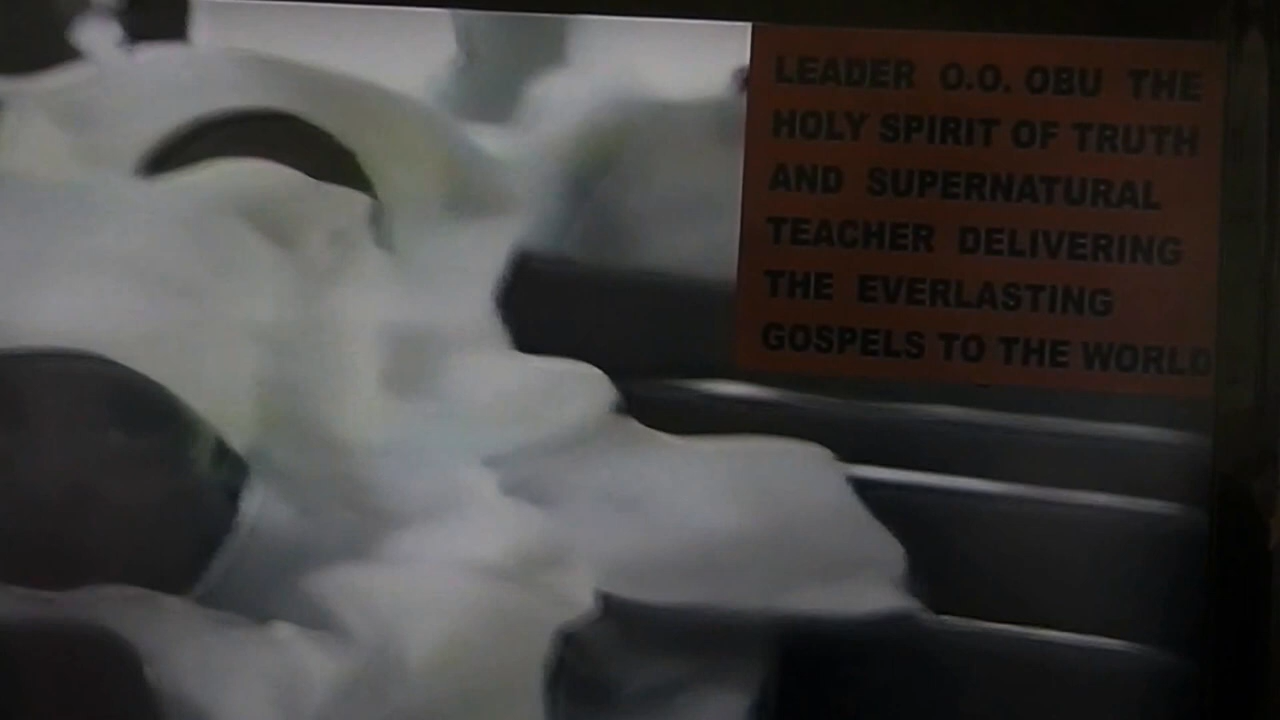 LEADER O.O. OBU THE
HOLY SPIRIT OF TRUTH
AND SUPERNATURAL
TEACHER DELIVERING
THE EVERLASTING
GOSPELS TO THE WORLD